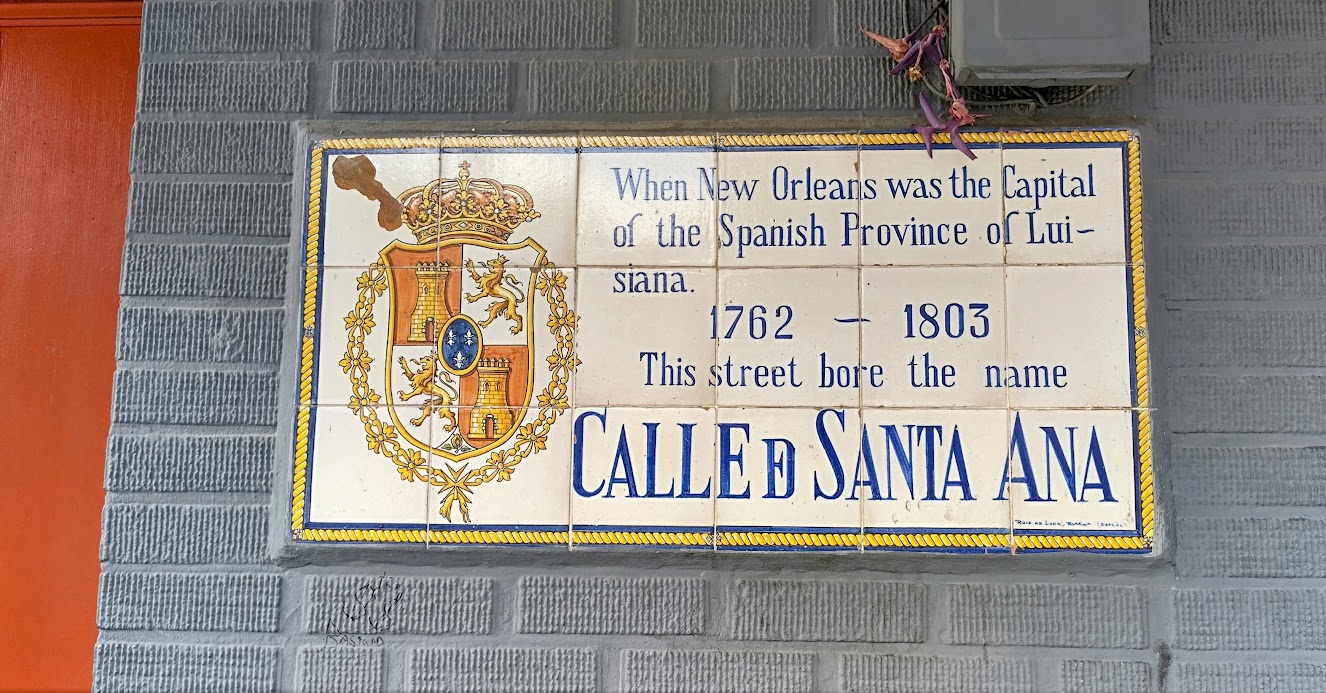 When New Orleans was the Capital
of the Spanish Province of Lui-
siana.
1762 - 1803
This street bore the name
CALLE DE SANTA ANA